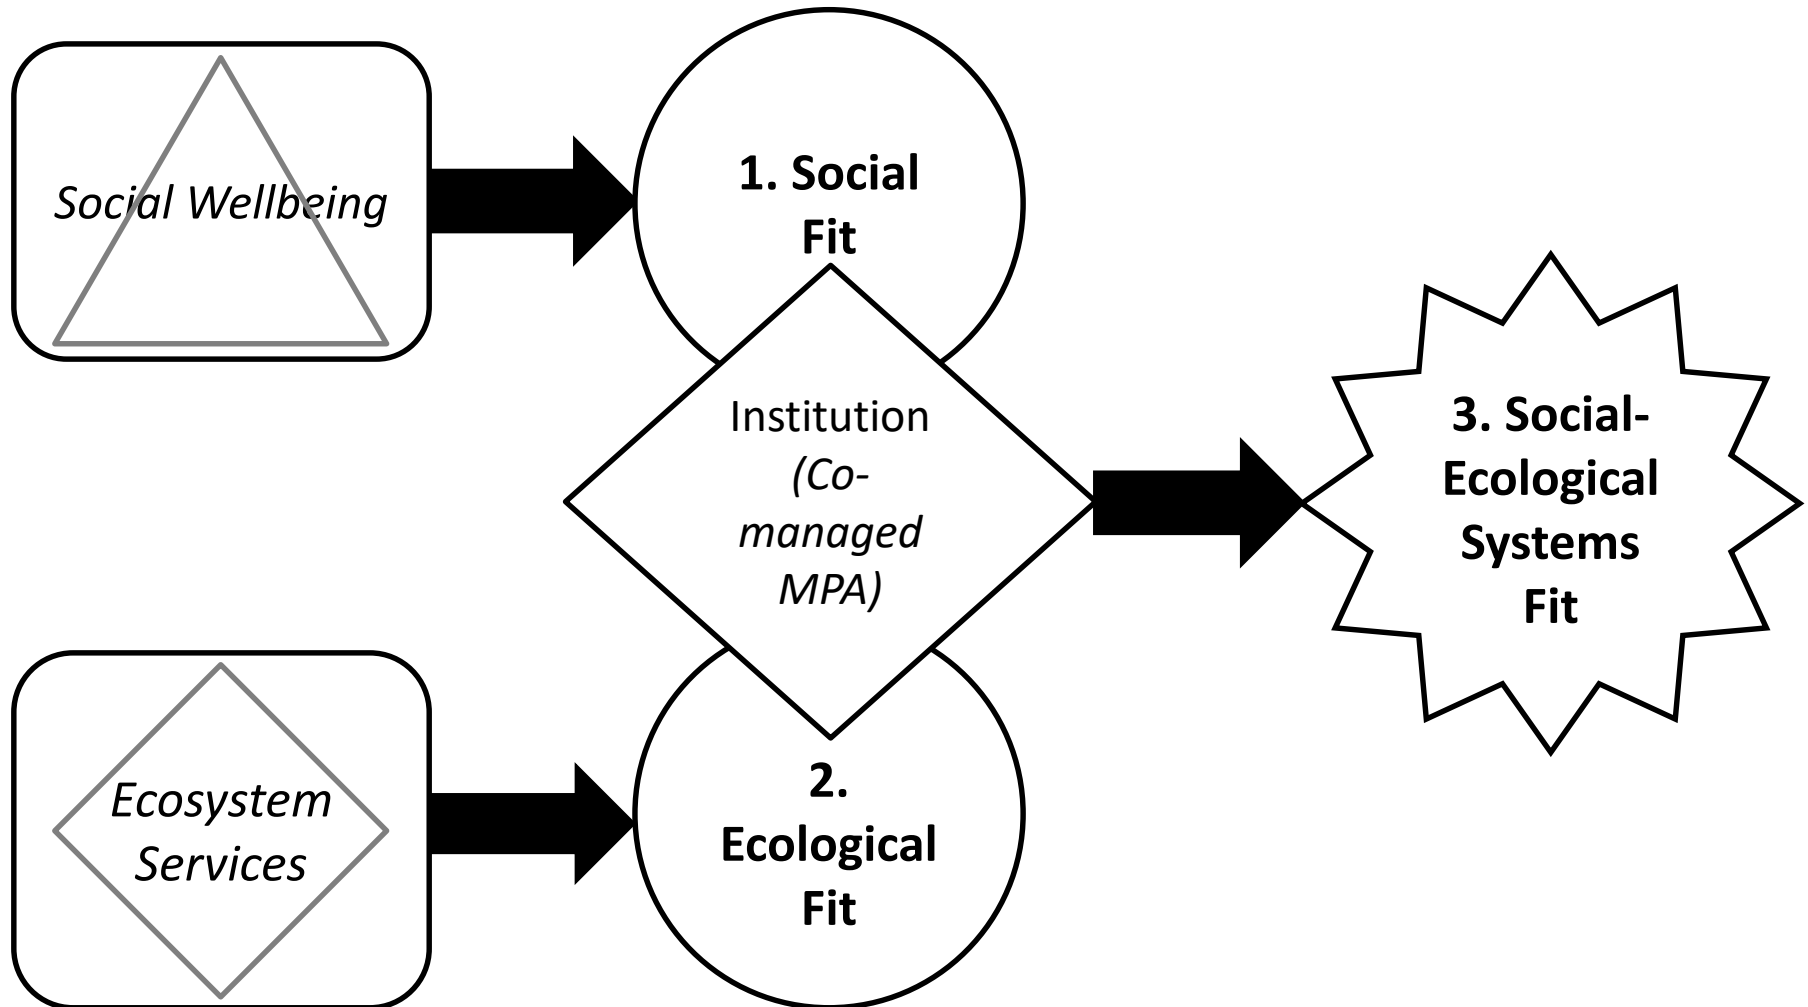 Social Wellbeing
1. Social
Fit
Institution
(Co-
managed
MPA)
3. Social-
Ecological
Systems
Fit
Ecosystem
Services
2.
Ecological
Fit